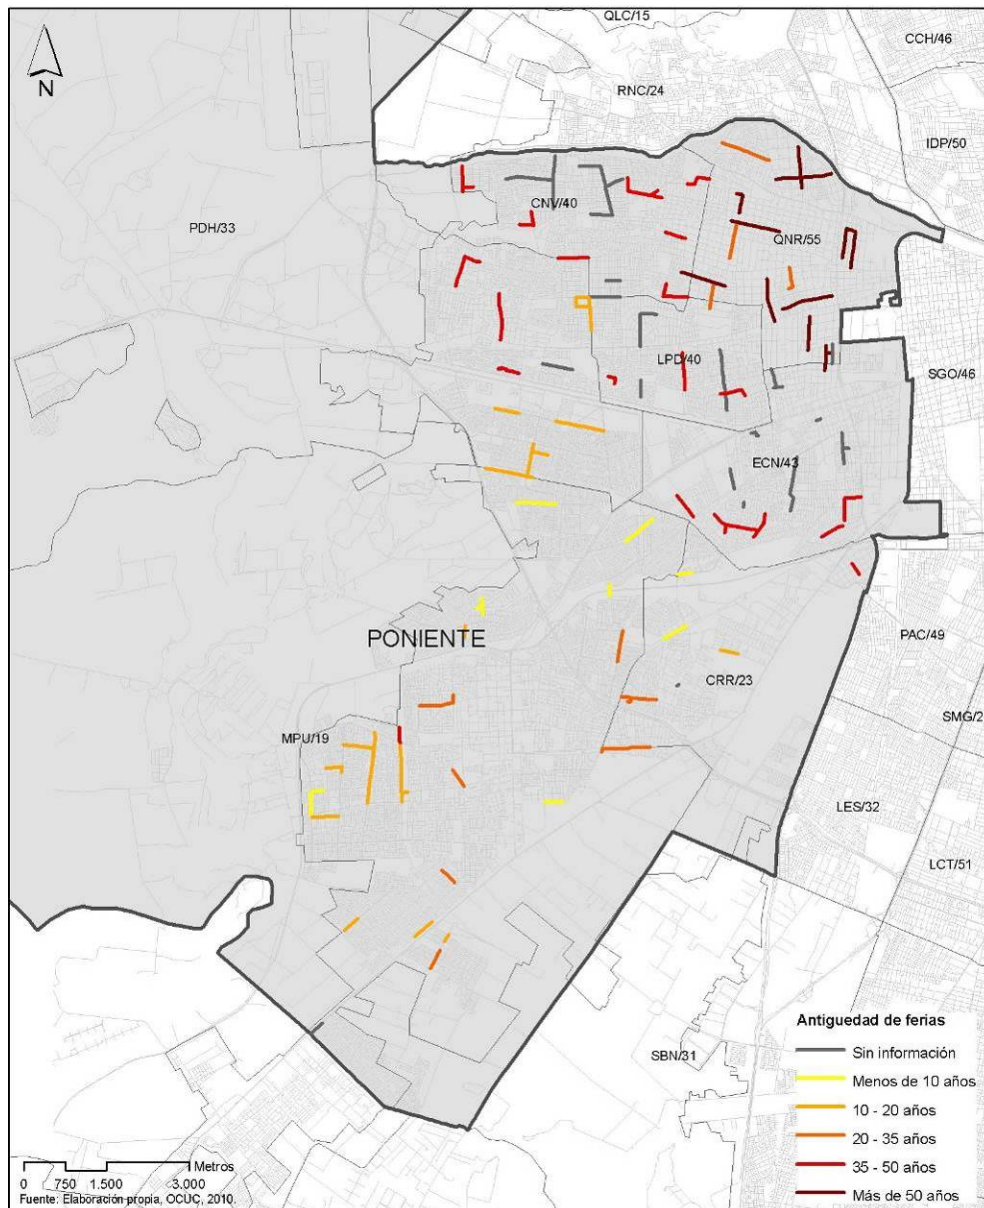 QLC/15
CCH/46
N
RNC/24
IDP/50
CNV/40
PDH/33
QNR/55
LPD/40
SGO/46
ECN/43
PONIENTE
PAC/49
CRR/23
SMG/2
MPU/19
LES/32
LCT/51
SBN/31
Antiguedad de ferias
Sin información
Menos de 10 años
10 - 20 años
20 - 35 años
35 - 50 años
Más de 50 años
Metros
0 750 1.500 3.000
Fuente: Elaboración propia, OCUC, 2010.